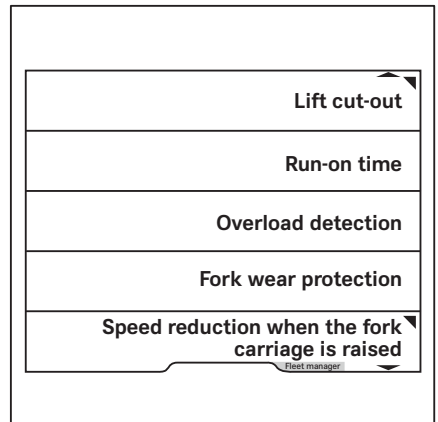 Lift cut-out
Run-on time
Overload detection
Fork wear protection
Speed reduction when the fork
carriage is raised
Fleet manager